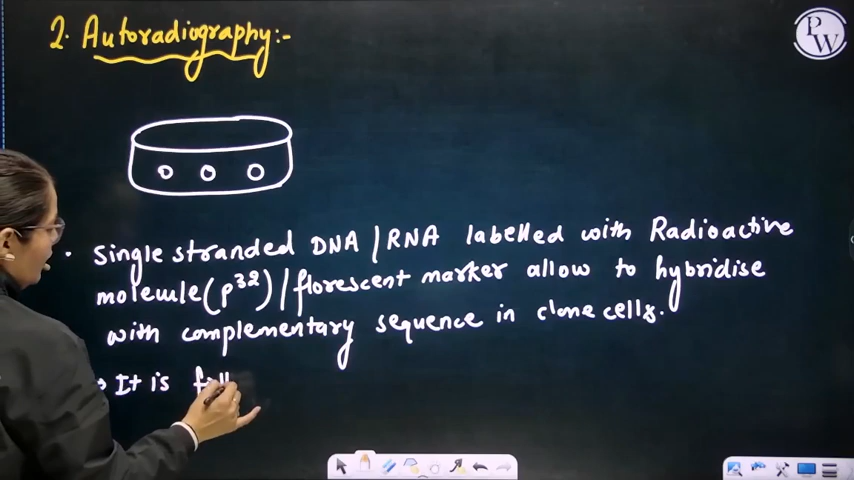 2. Autoradiography:-
PW
Single stranded DNA/RNA labelled with Radioactive
molecule(P32)/florescent marker allow to hybridise
with complementary sequence in clone cells.
It is